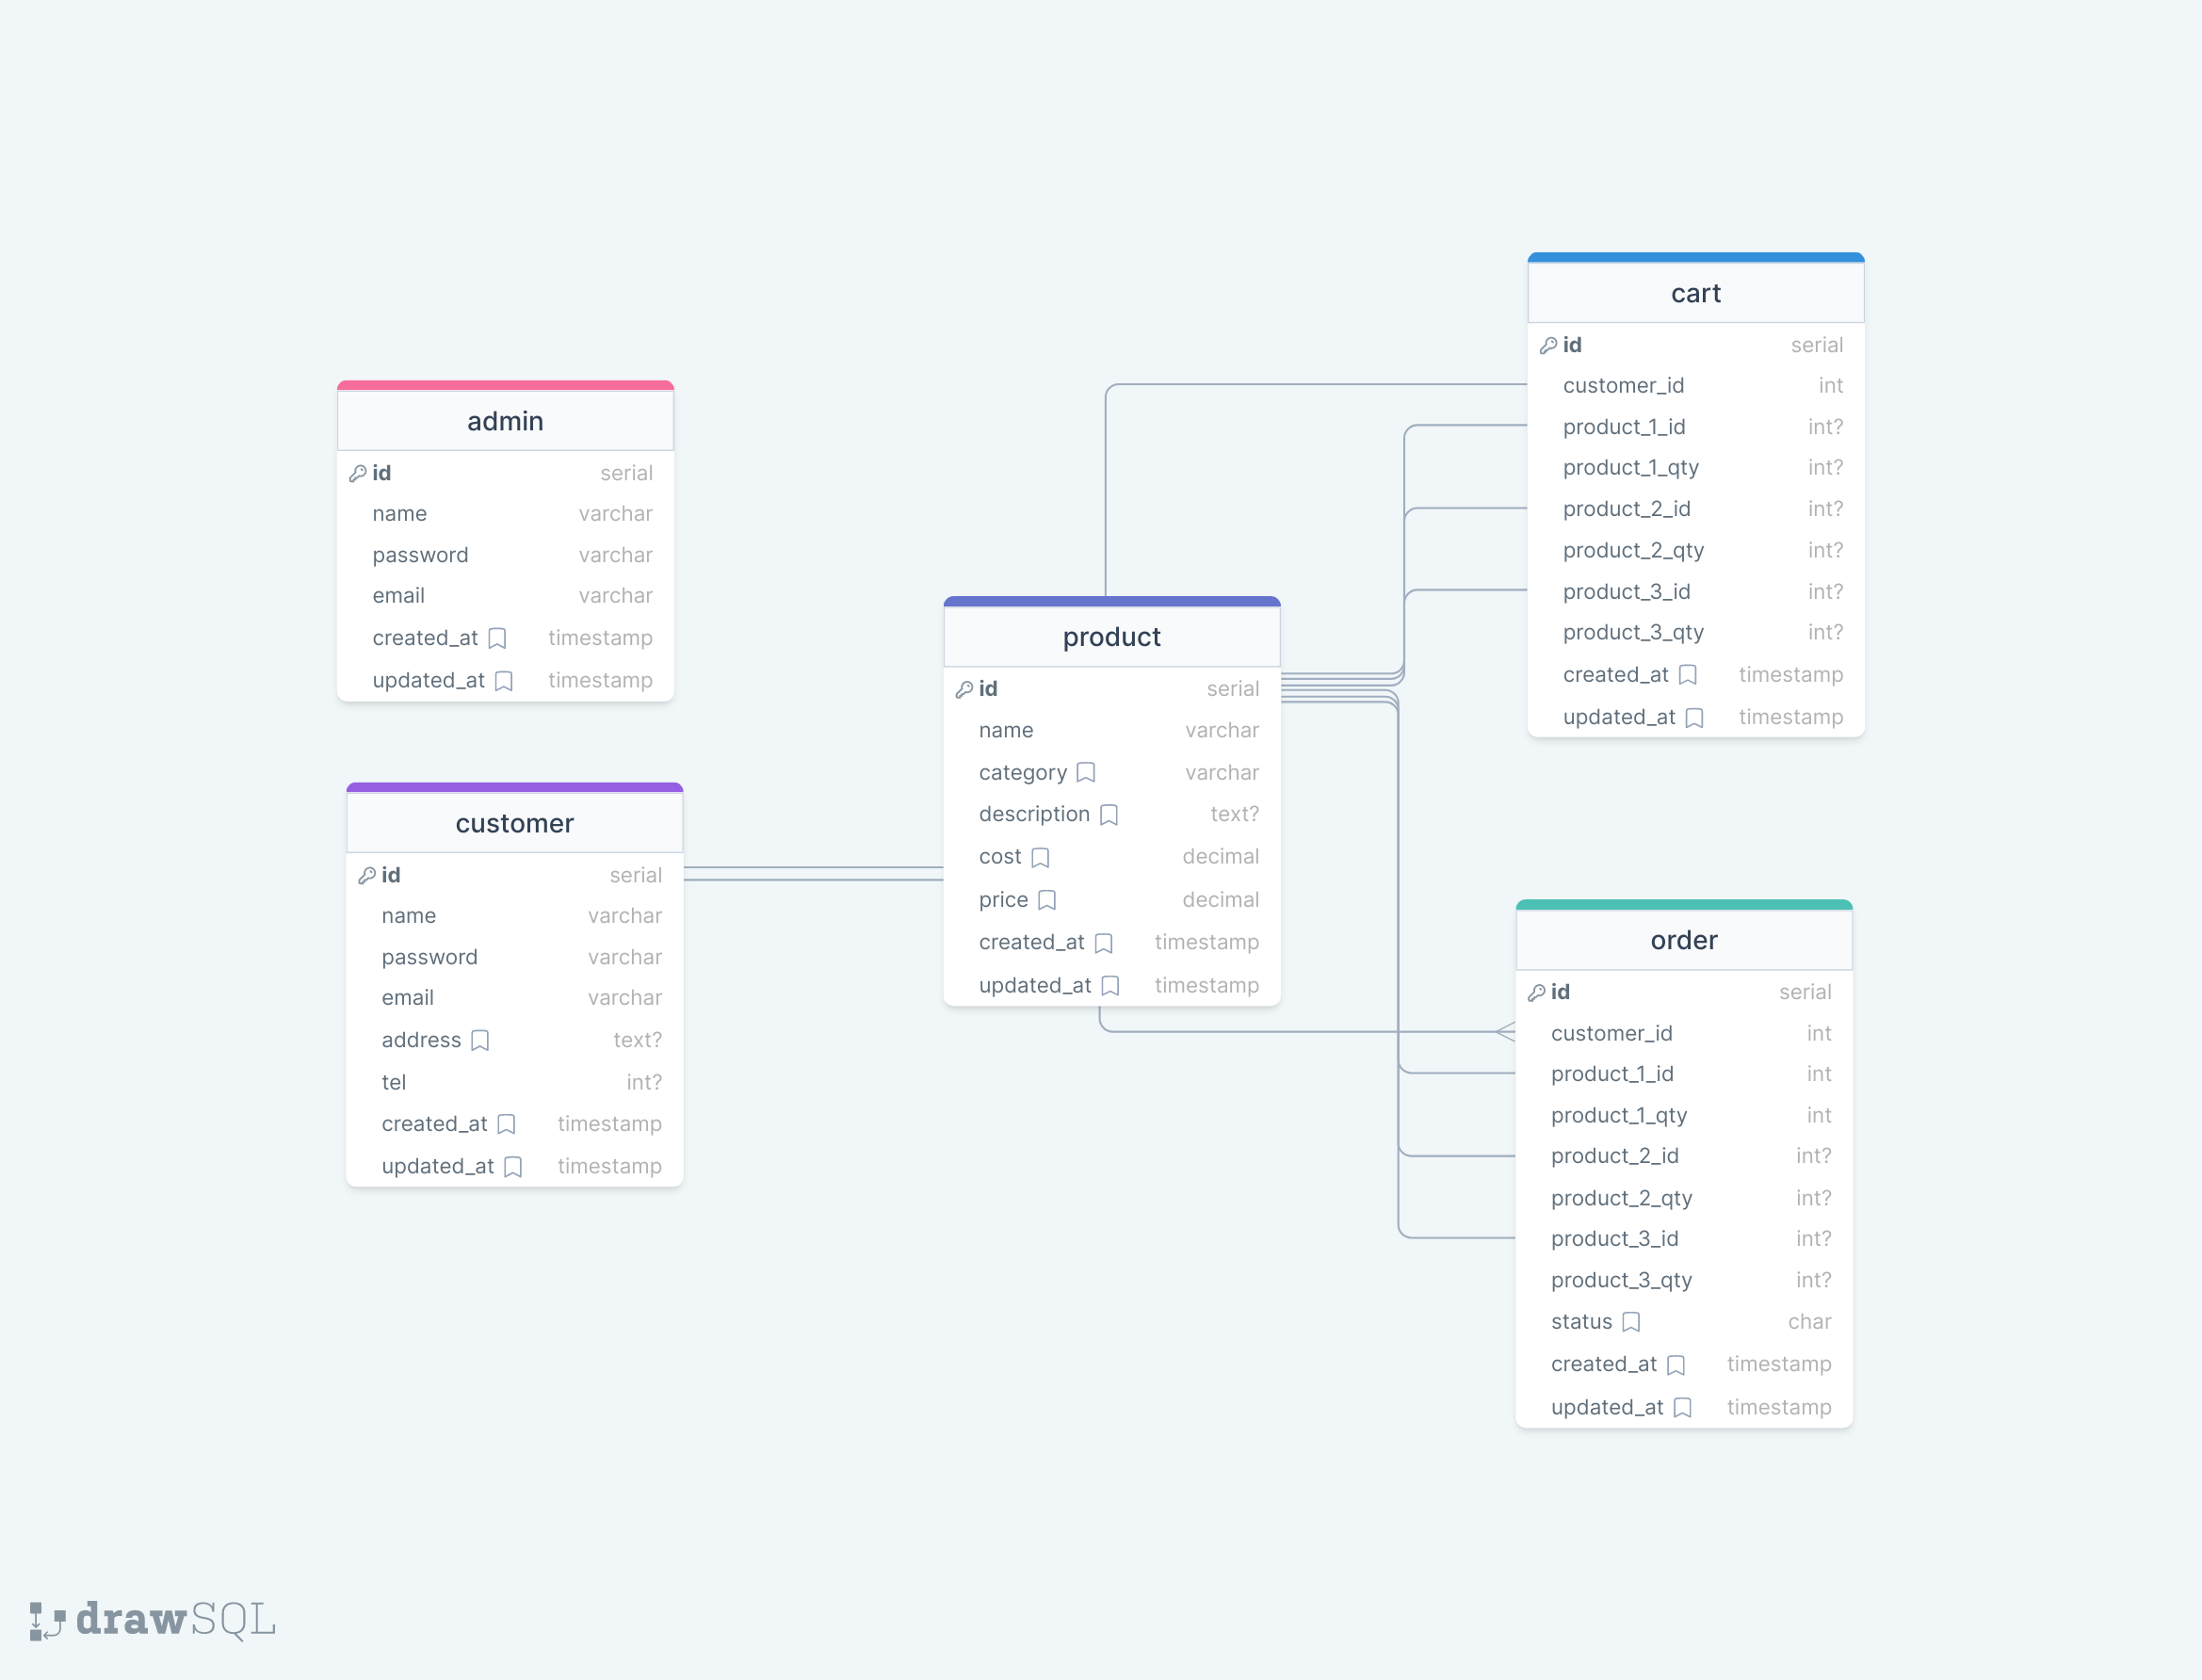 admin
id serial
name varchar
password varchar
email varchar
created_at timestamp
updated_at timestamp
customer
id serial
name varchar
password varchar
email varchar
address text?
tel int?
created_at timestamp
updated_at timestamp
product
id serial
name varchar
category varchar
description text?
cost decimal
price decimal
created_at timestamp
updated_at timestamp
cart
id serial
customer_id int
product_1_id int?
product_1_qty int?
product_2_id int?
product_2_qty int?
product_3_id int?
product_3_qty int?
created_at timestamp
updated_at timestamp
order
id serial
customer_id int
product_1_id int
product_1_qty int
product_2_id int?
product_2_qty int?
product_3_id int?
product_3_qty int?
status char
created_at timestamp
updated_at timestamp
drawSQL